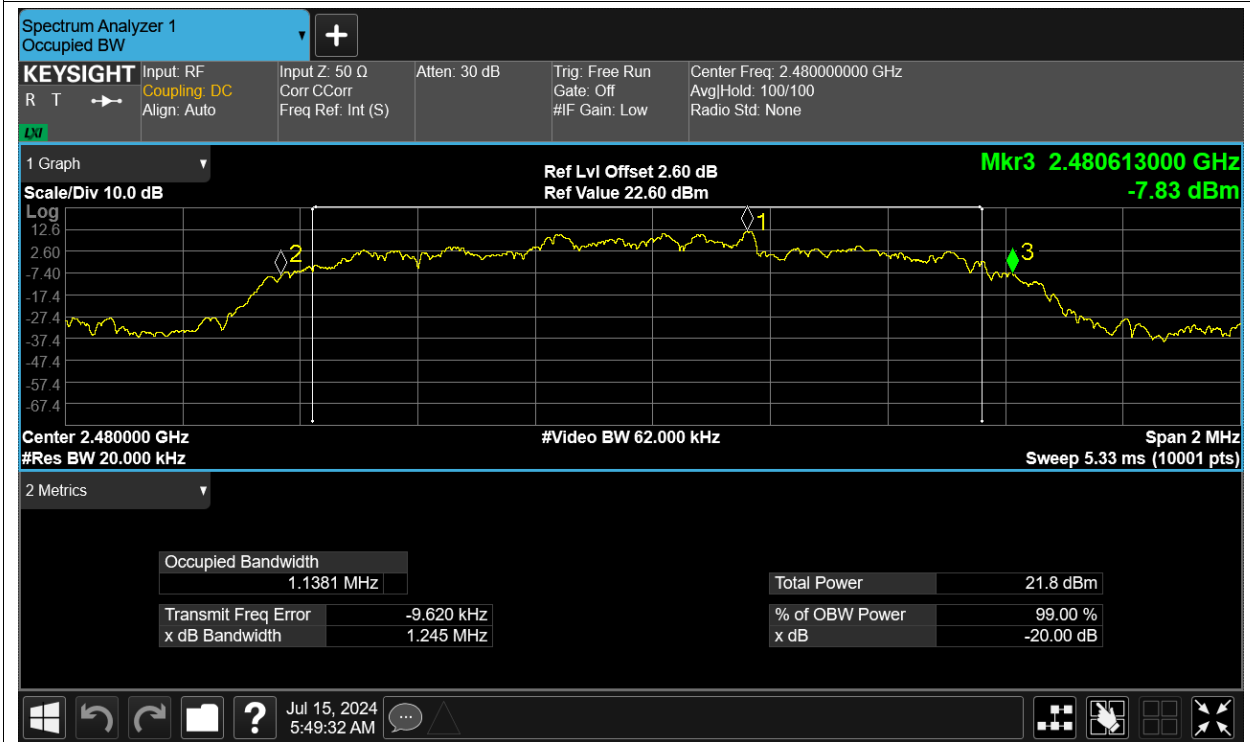 Spectrum Analyzer 1
Occupied BW
KEYSIGHT
R T
LXI
Input: RF
Coupling: DC
Align: Auto
Input Z: 50 Ω
Corr CCorr
Freq Ref: Int (S)
Atten: 30 dB
Trig: Free Run
Gate: Off
#IF Gain: Low
Center Freq: 2.480000000 GHz
Avg|Hold: 100/100
Radio Std: None
1 Graph
Scale/Div 10.0 dB
Ref Lvl Offset 2.60 dB
Ref Value 22.60 dBm
Mkr3 2.480613000 GHz
-7.83 dBm
Log
12.6
2.60
-7.40
-17.4
-27.4
-37.4
-47.4
-57.4
-67.4
2
1
3
Center 2.480000 GHz
#Res BW 20.000 kHz
#Video BW 62.000 kHz
Span 2 MHz
Sweep 5.33 ms (10001 pts)
2 Metrics
Occupied Bandwidth
1.1381 MHz
Transmit Freq Error -9.620 kHz
x dB Bandwidth 1.245 MHz
Total Power 21.8 dBm
% of OBW Power 99.00 %
x dB -20.00 dB
?
Jul 15, 2024
5:49:32 AM